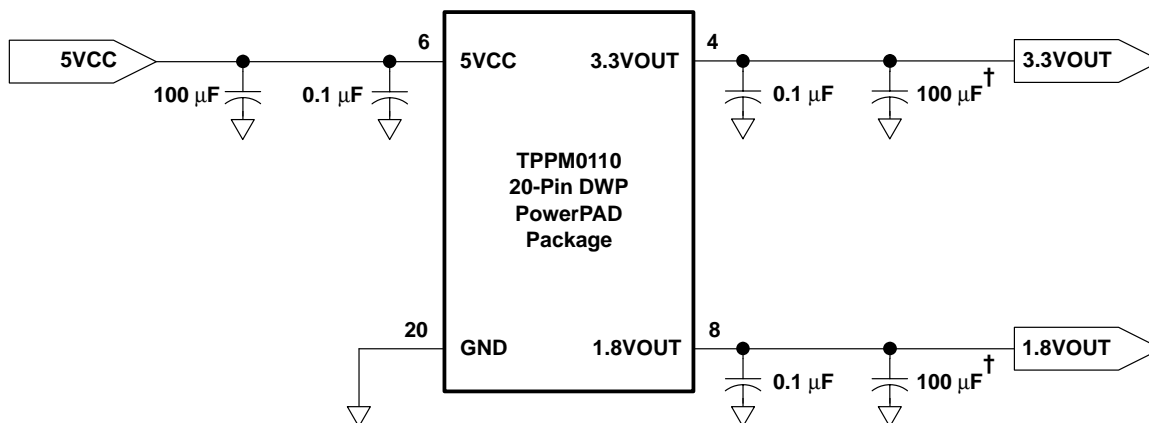 5VCC
6
5VCC
3.3VOUT
4
3.3VOUT
100 μF
0.1 μF
0.1 μF
100 μF†
TPPM0110
20-Pin DWP
PowerPAD
Package
20
GND
1.8VOUT
8
1.8VOUT
0.1 μF
100 μF†